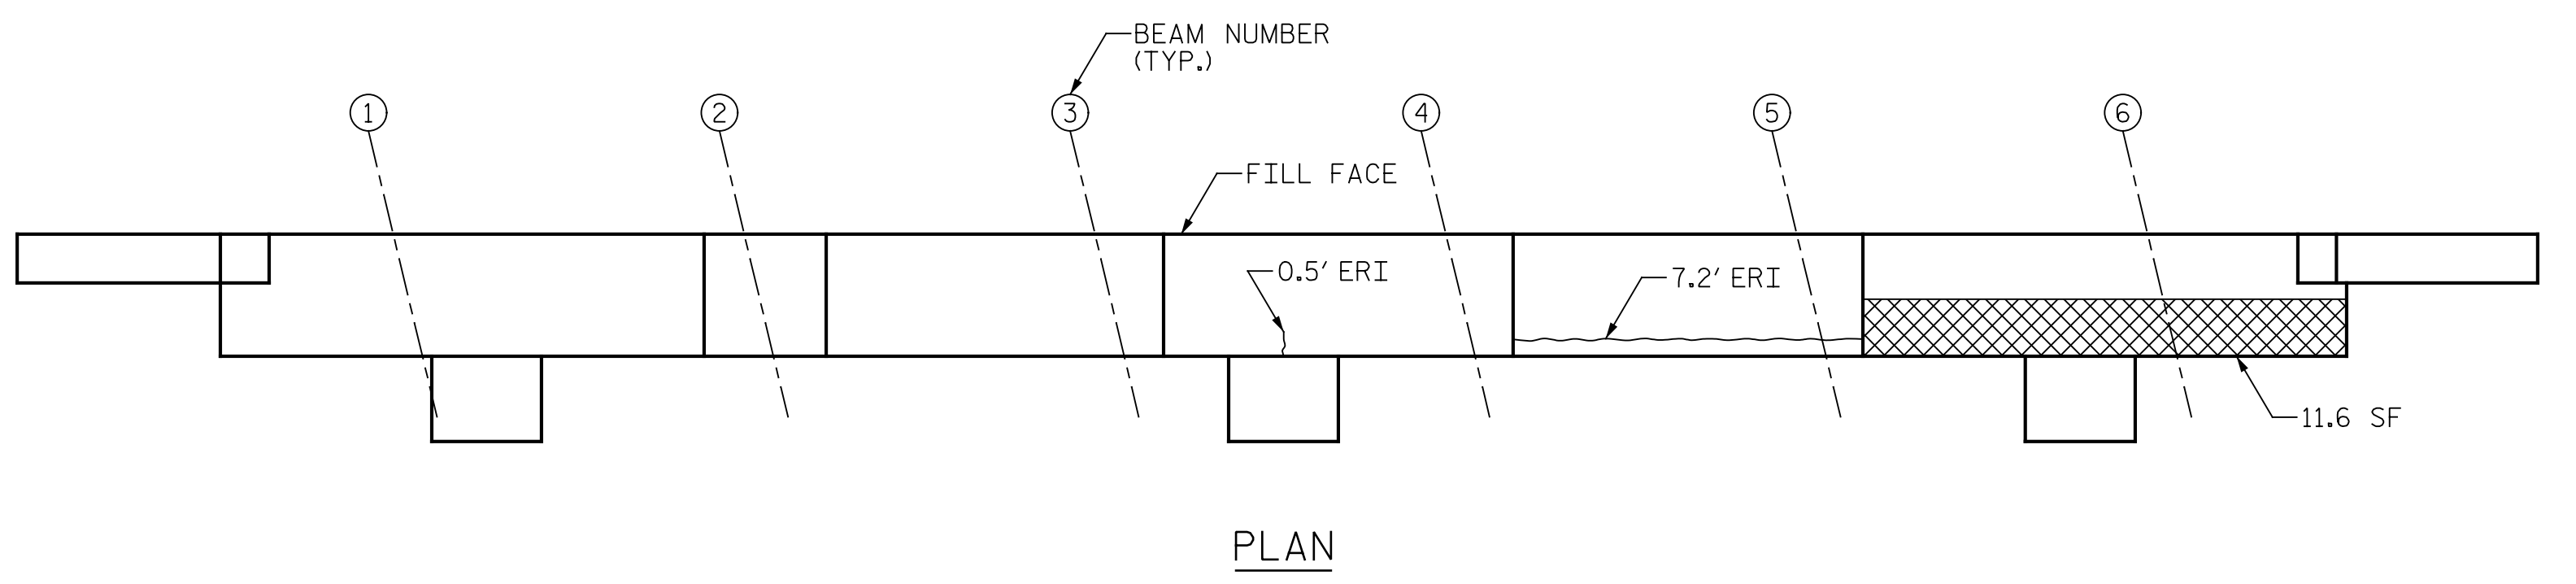 BEAM NUMBER
(TYP.)
1 2 3 4 5 6
FILL FACE
0.5' ERI
7.2' ERI
11.6 SF
PLAN